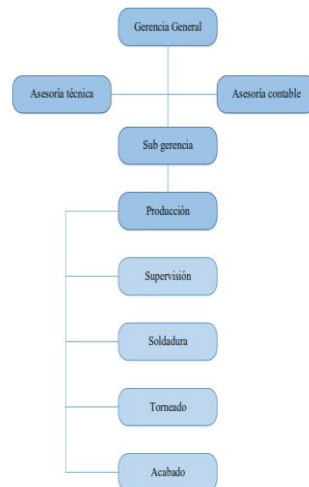 Gerencia General
Asesoría técnica
Asesoría contable
Sub gerencia
Producción
Supervisión
Soldadura
Torneado
Acabado